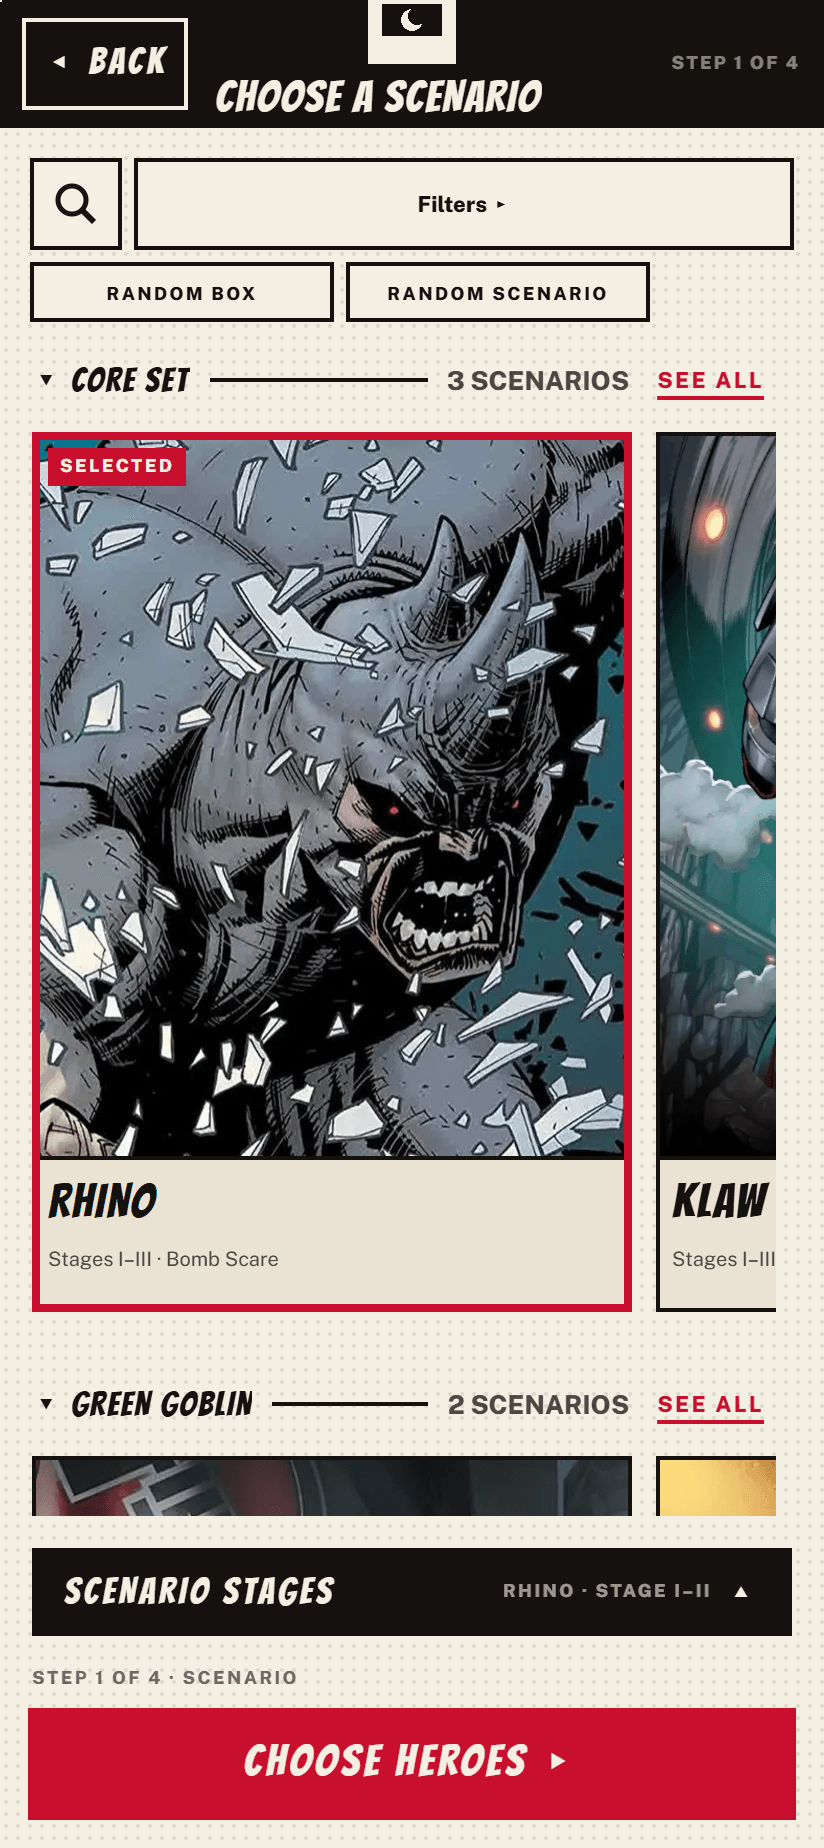 ◄ BACK
CHOOSE A SCENARIO
STEP 1 OF 4
Filters ►
RANDOM BOX
RANDOM SCENARIO
▼ CORE SET
3 SCENARIOS
SEE ALL
SELECTED
RHINO
Stages I–III · Bomb Scare
KLAW
Stages I–III
▼ GREEN GOBLIN
2 SCENARIOS
SEE ALL
SCENARIO STAGES
RHINO · STAGE I–II ▲
STEP 1 OF 4 · SCENARIO
CHOOSE HEROES ►